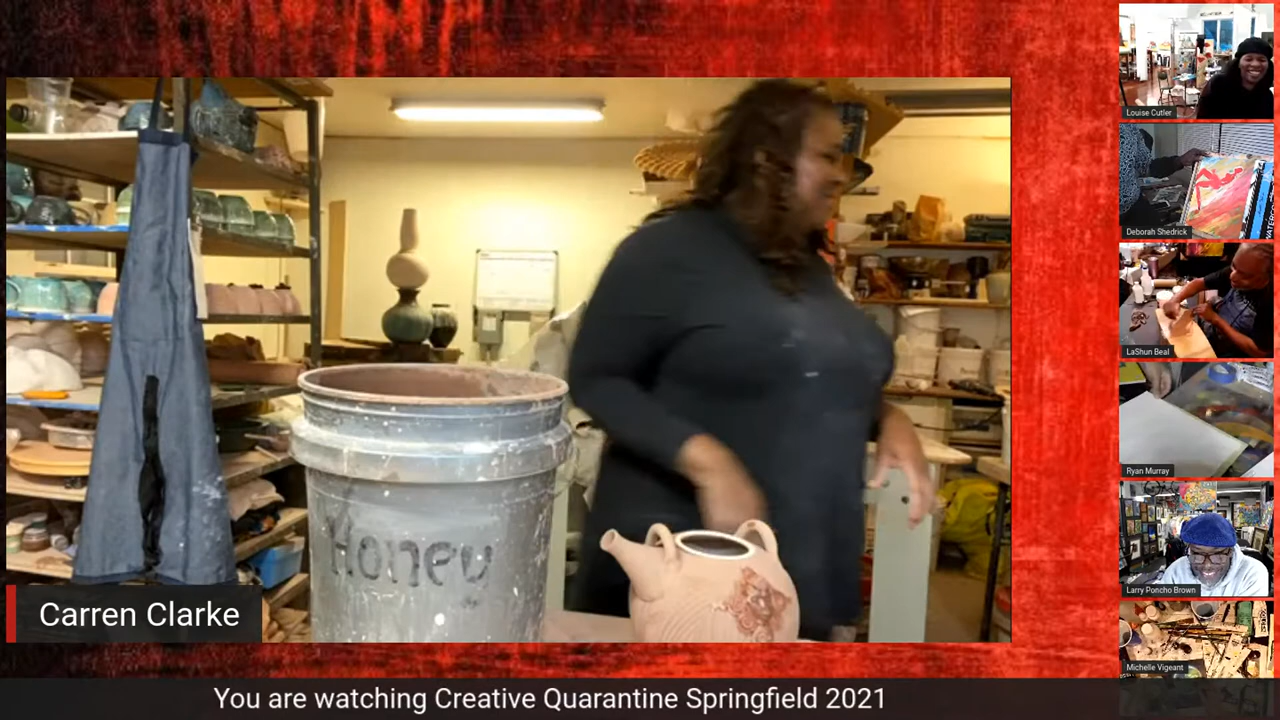 Louise Cutler
Deborah Shedrick
WATERCO
LaShun Beal
Ryan Murray
Larry Poncho Brown
Michelle Vigeant
Honey
Carren Clarke
You are watching Creative Quarantine Springfield 2021